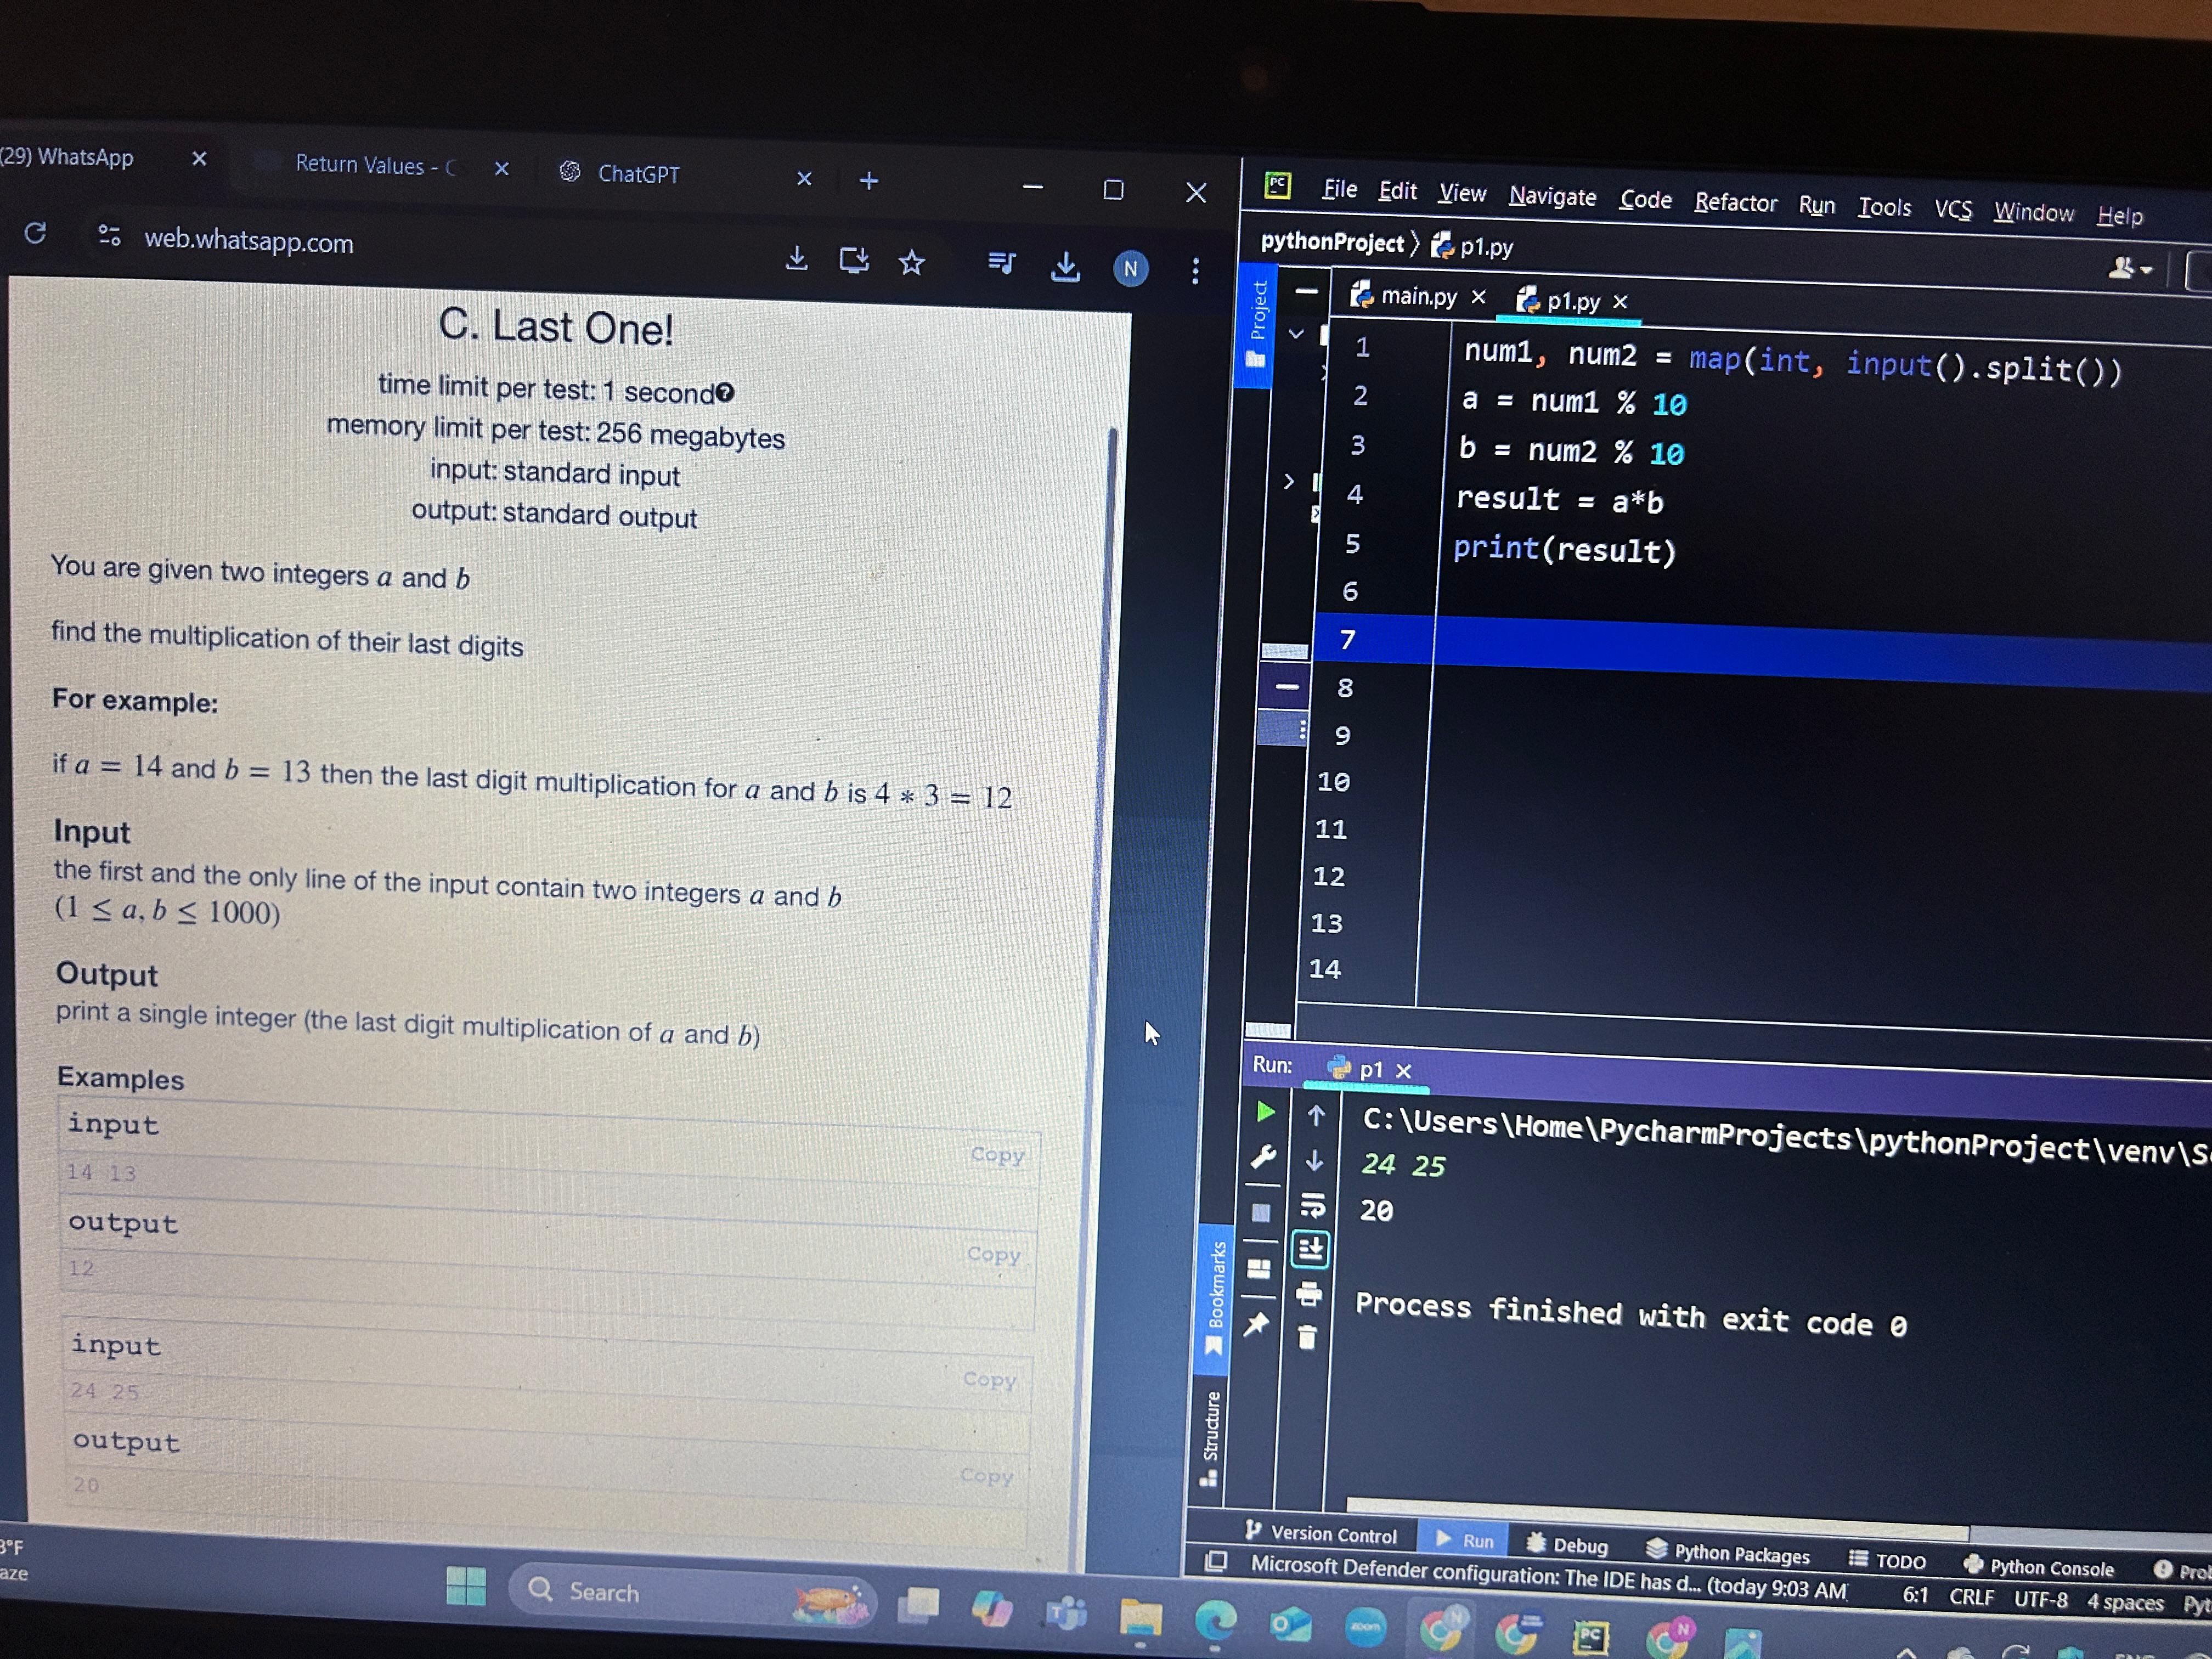 (29) WhatsApp
Return Values -
ChatGPT
web.whatsapp.com
N
C. Last One!
time limit per test: 1 second
memory limit per test: 256 megabytes
input: standard input
output: standard output
You are given two integers a and b
find the multiplication of their last digits
For example:
if a = 14 and b = 13 then the last digit multiplication for a and b is 4 * 3 = 12
Input
the first and the only line of the input contain two integers a and b
(1 ≤ a, b ≤ 1000)
Output
print a single integer (the last digit multiplication of a and b)
Examples
input
Copy
14 13
output
Copy
12
input
Copy
24 25
output
Copy
20
PC
File Edit View Navigate Code Refactor Run Tools VCS Window Help
pythonProject p1.py
Project
main.py
p1.py
1 num1, num2 = map(int, input().split())
2 a = num1 % 10
3 b = num2 % 10
4 result = a*b
5 print(result)
6
7
8
9
10
11
12
13
14
Run: p1
C:\Users\Home\PycharmProjects\pythonProject\venv\S
24 25
20
Process finished with exit code 0
Bookmarks
Structure
Version Control Run Debug Python Packages TODO Python Console
Microsoft Defender configuration: The IDE has d... (today 9:03 AM
6:1 CRLF UTF-8 4 spaces
Search
zoom
PC